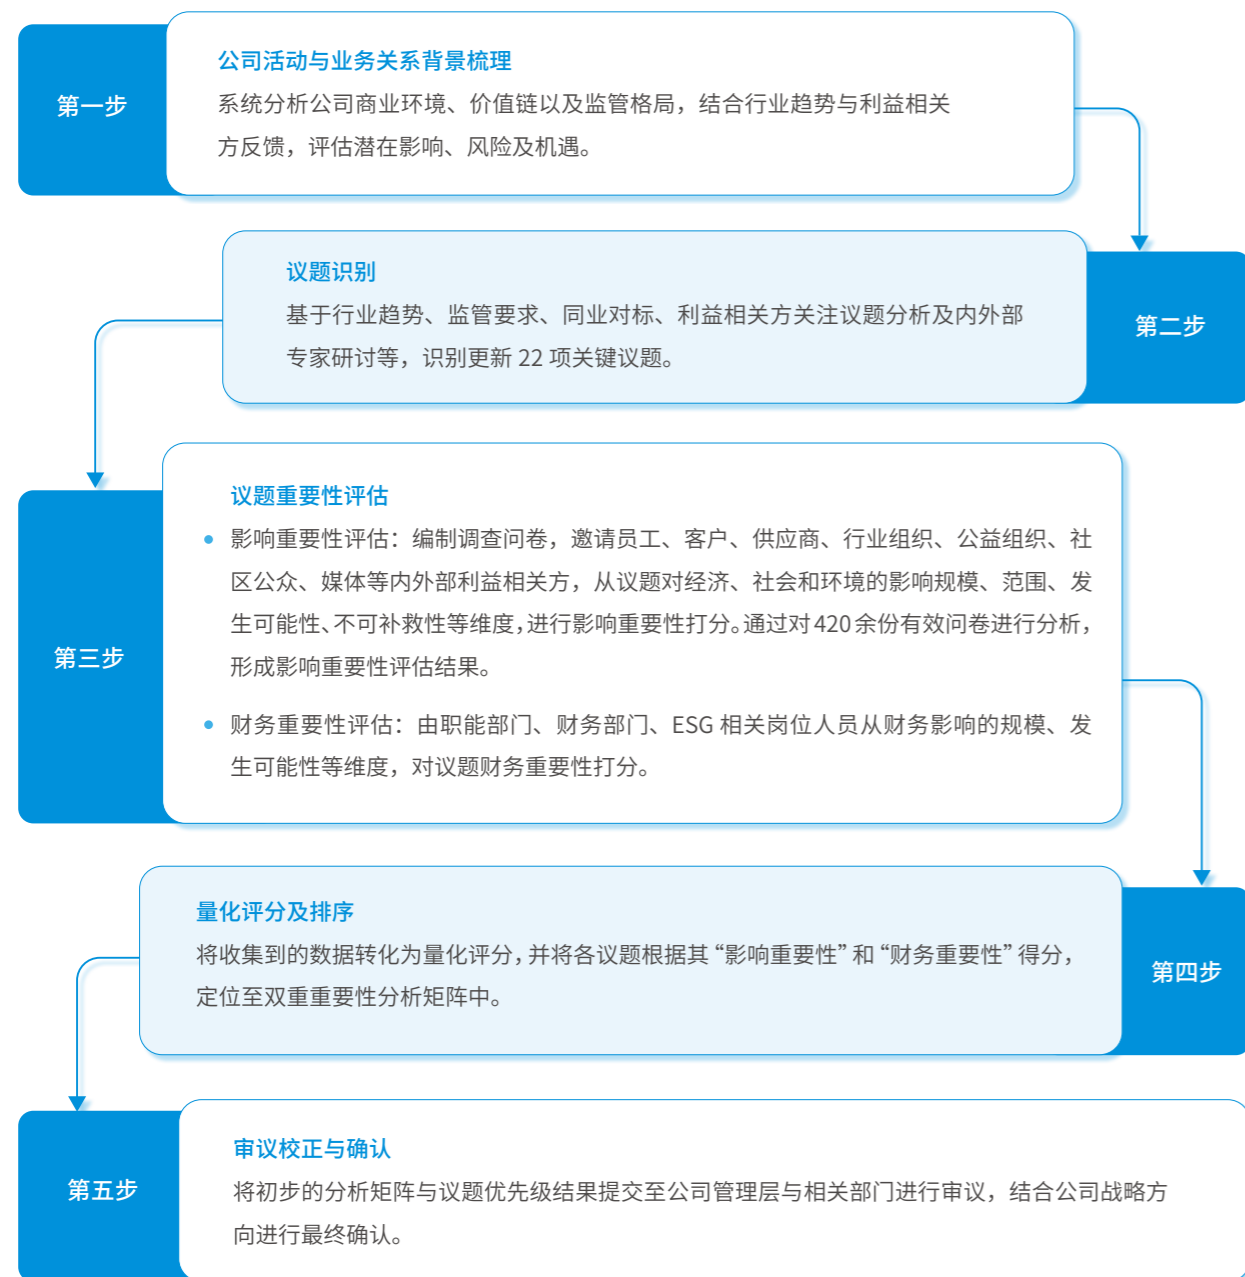 第一步
公司活动与业务关系背景梳理
系统分析公司商业环境、价值链以及监管格局，结合行业趋势与利益相关
方反馈，评估潜在影响、风险及机遇。
议题识别
基于行业趋势、监管要求、同业对标、利益相关方关注议题分析及内外部
专家研讨等，识别更新 22 项关键议题。
第二步
第三步
议题重要性评估
• 影响重要性评估：编制调查问卷，邀请员工、客户、供应商、行业组织、公益组织、社
区公众、媒体等内外部利益相关方，从议题对经济、社会和环境的影响规模、范围、发
生可能性、不可补救性等维度，进行影响重要性打分。通过对 420 余份有效问卷进行分析，
形成影响重要性评估结果。
• 财务重要性评估：由职能部门、财务部门、ESG 相关岗位人员从财务影响的规模、发
生可能性等维度，对议题财务重要性打分。
量化评分及排序
将收集到的数据转化为量化评分，并将各议题根据其“影响重要性”和“财务重要性”得分，
定位至双重重要性分析矩阵中。
第四步
第五步
审议校正与确认
将初步的分析矩阵与议题优先级结果提交至公司管理层与相关部门进行审议，结合公司战略方
向进行最终确认。